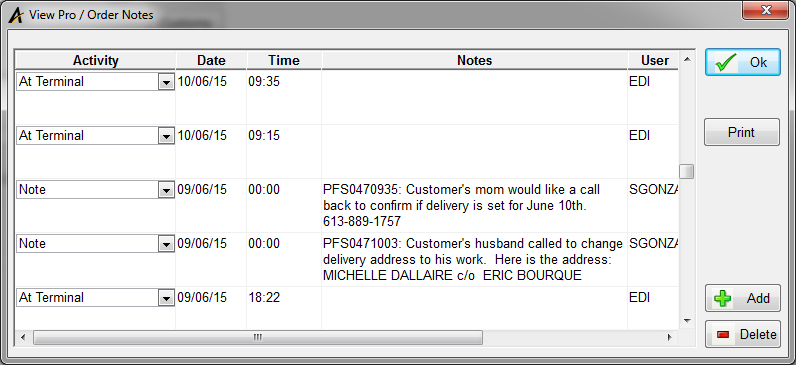 View Pro / Order Notes
Activity Date Time Notes User
At Terminal 10/06/15 09:35 EDI
At Terminal 10/06/15 09:15 EDI
Note 09/06/15 00:00 PFS0470935: Customer's mom would like a call SGONZA
back to confirm if delivery is set for June 10th.
613-889-1757
Note 09/06/15 00:00 PFS0471003: Customer's husband called to change SGONZA
delivery address to his work.  Here is the address:
MICHELLE DALLAIRE c/o  ERIC BOURQUE
At Terminal 09/06/15 18:22 EDI
Ok
Print
Add
Delete